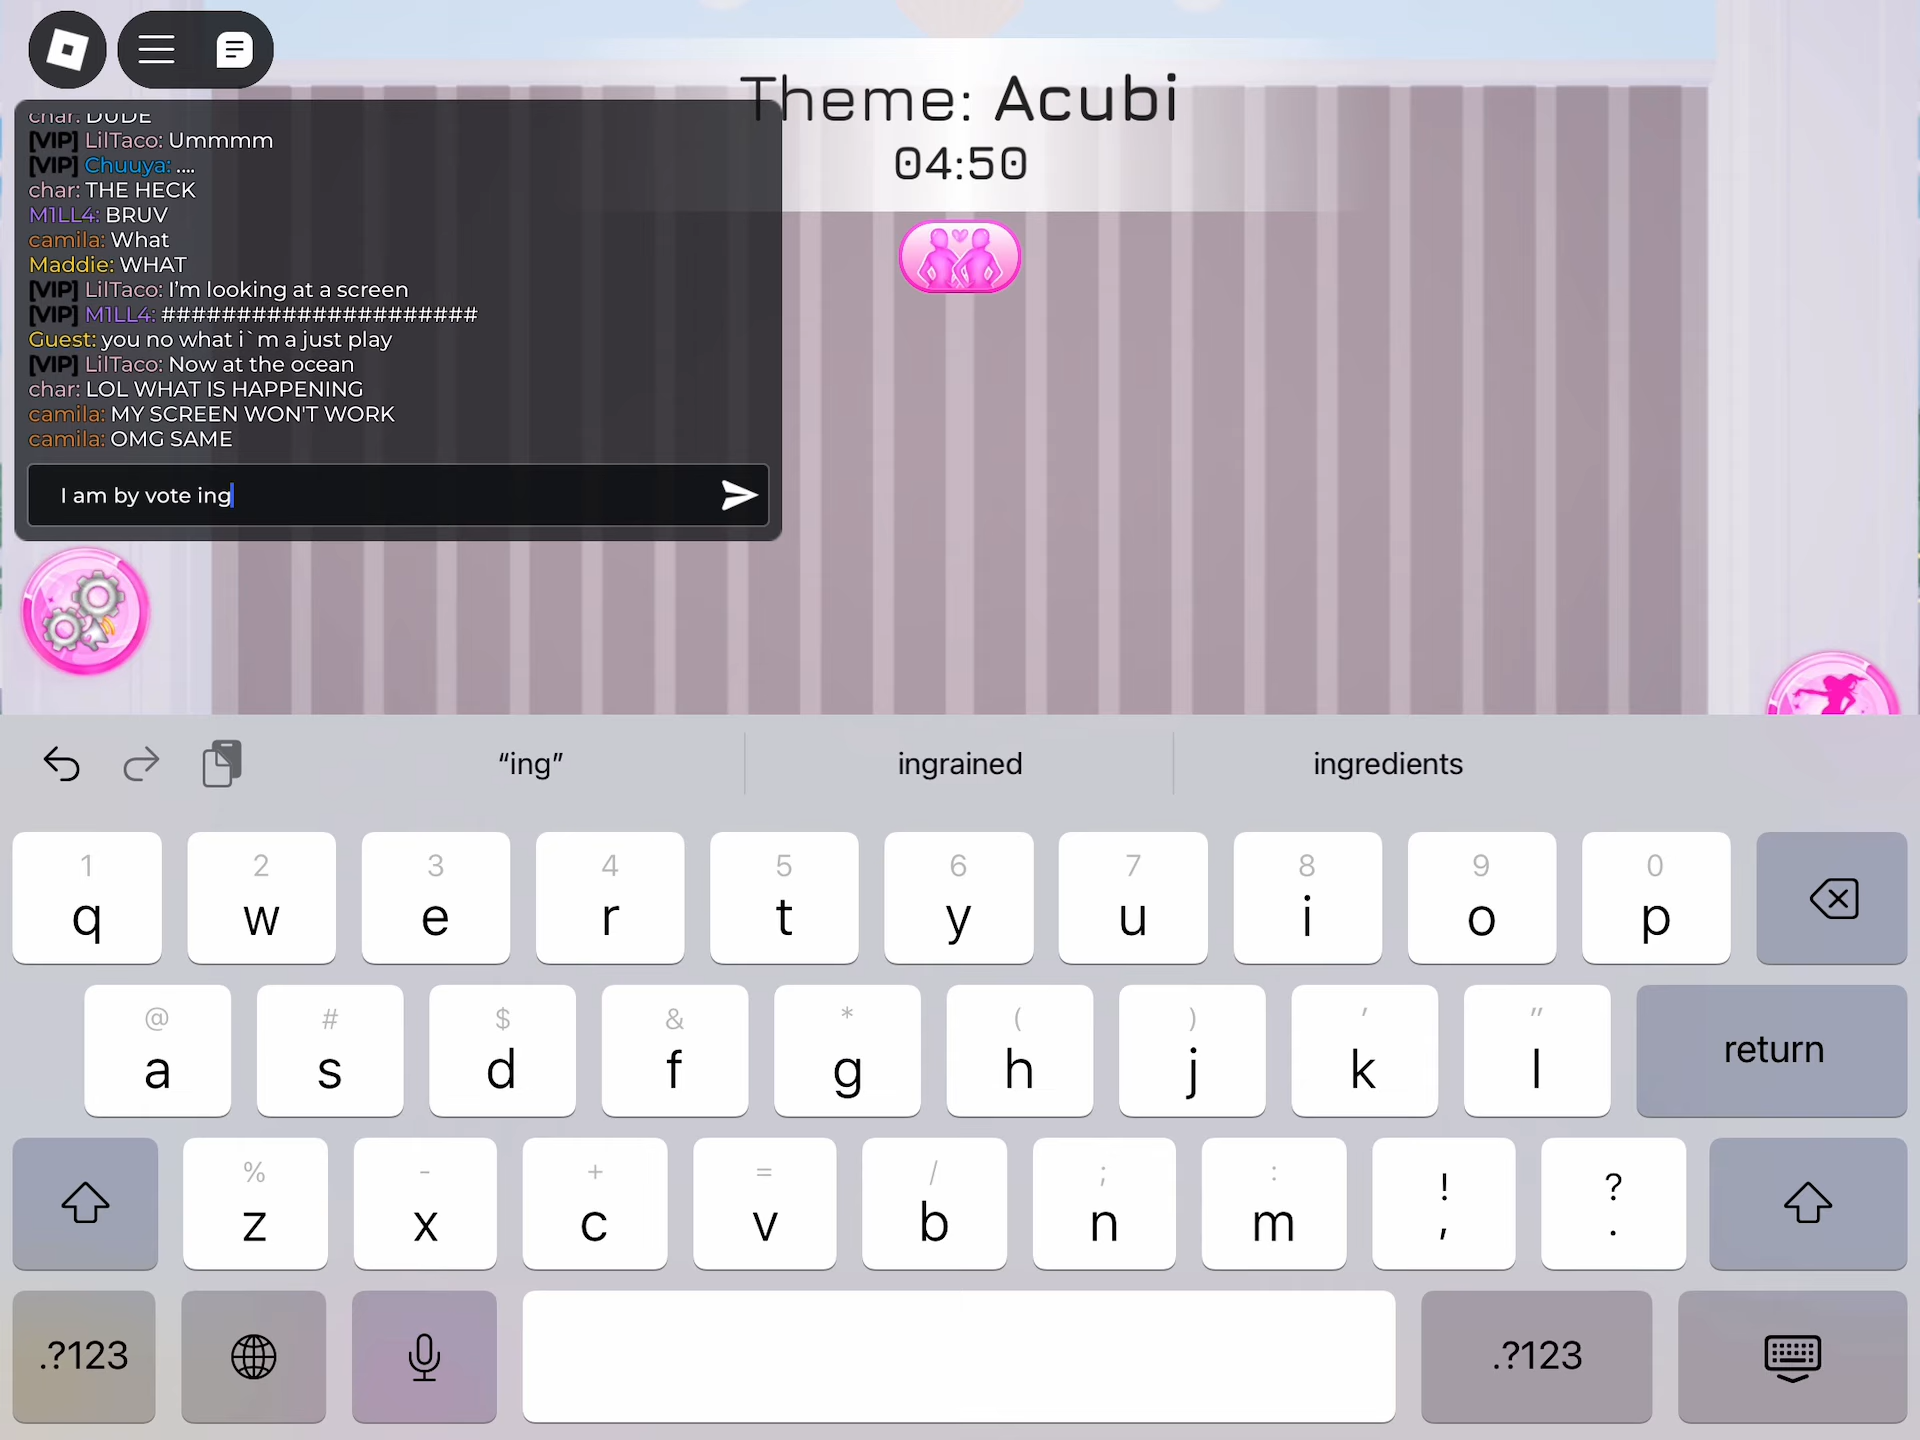 Theme: Acubi
04:50
char: DUDE
[VIP] LilTaco: Ummmm
[VIP] Chuuya: ....
char: THE HECK
M1LL4: BRUV
camila: What
Maddie: WHAT
[VIP] LilTaco: I'm looking at a screen
[VIP] M1LL4: #####################
Guest: you no what i`m a just play
[VIP] LilTaco: Now at the ocean
char: LOL WHAT IS HAPPENING
camila: MY SCREEN WON'T WORK
camila: OMG SAME
I am by vote ing
“ing” ingrained ingredients
1 2 3 4 5 6 7 8 9 0
q w e r t y u i o p
@ # $ & * ( ) ' "
a s d f g h j k l return
% - + = / ; : ! ?
z x c v b n m , .
.?123 .?123